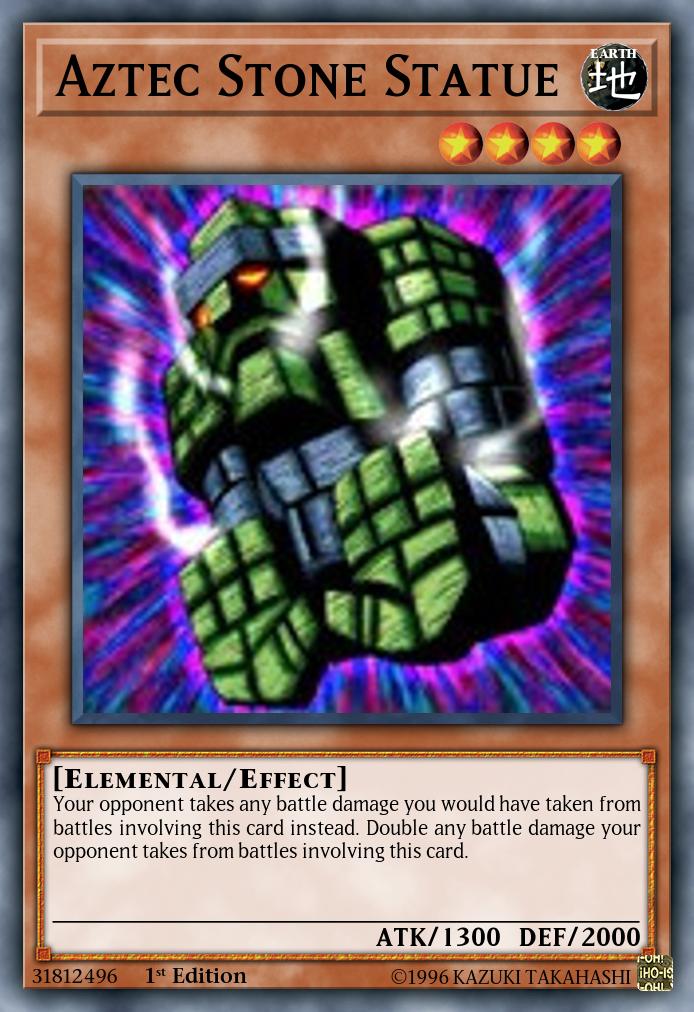 Aztec Stone Statue
EARTH
地
[Elemental/Effect]
Your opponent takes any battle damage you would have taken from
battles involving this card instead. Double any battle damage your
opponent takes from battles involving this card.
ATK/1300 DEF/2000
31812496 1st Edition ©1996 KAZUKI TAKAHASHI